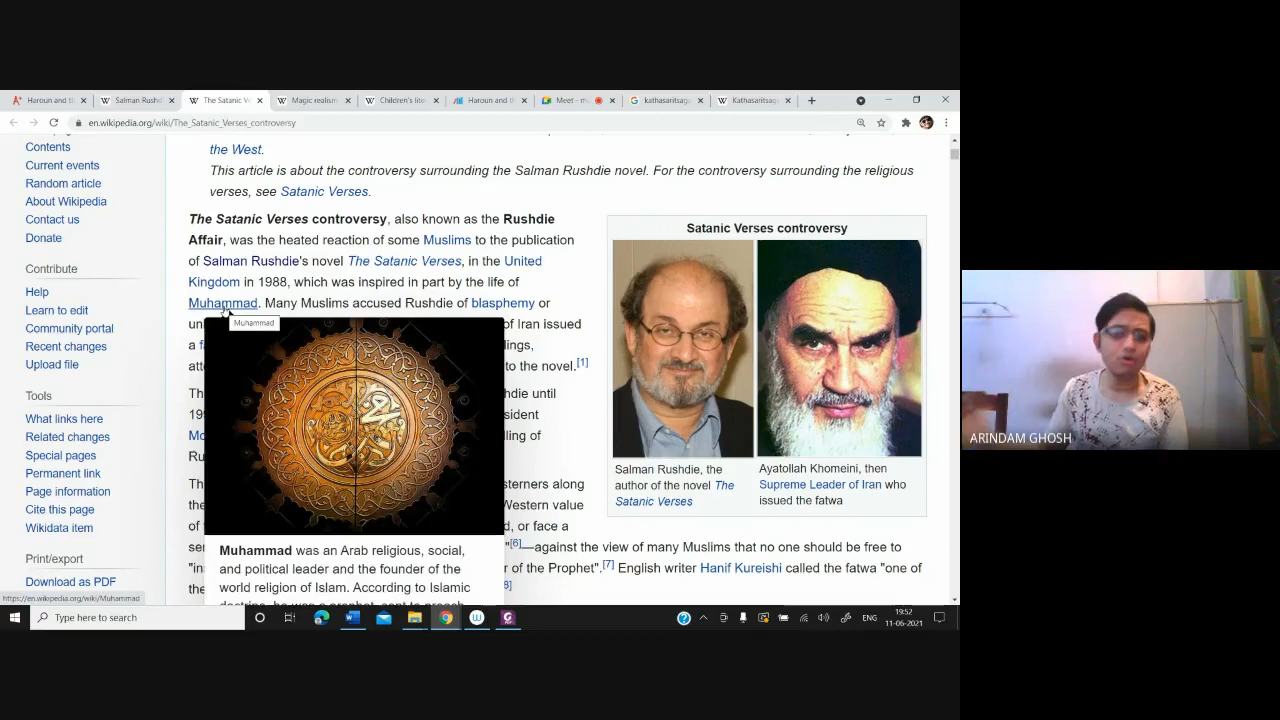 Haroun and th
Salman Rushd
The Satanic Ve
Magic realism
Children's lite
Haroun and th
Meet – m
kathasaritsaga
Kathasaritsag
en.wikipedia.org/wiki/The_Satanic_Verses_controversy
Contents
Current events
Random article
About Wikipedia
Contact us
Donate
Contribute
Help
Learn to edit
Community portal
Recent changes
Upload file
Tools
What links here
Related changes
Special pages
Permanent link
Page information
Cite this page
Wikidata item
Print/export
Download as PDF
https://en.wikipedia.org/wiki/Muhammad
the West.
This article is about the controversy surrounding the Salman Rushdie novel. For the controversy surrounding the religious
verses, see Satanic Verses.
The Satanic Verses controversy, also known as the Rushdie
Affair, was the heated reaction of some Muslims to the publication
of Salman Rushdie's novel The Satanic Verses, in the United
Kingdom in 1988, which was inspired in part by the life of
Muhammad. Many Muslims accused Rushdie of blasphemy or
Muhammad
of Iran issued
a
to the novel.[1]
hdie until
sident
lling of
sterners along
Western value
of
d, or face a
"[6]—against the view of many Muslims that no one should be free to
r of the Prophet".[7] English writer Hanif Kureishi called the fatwa "one of
the
Muhammad was an Arab religious, social,
and political leader and the founder of the
world religion of Islam. According to Islamic
Satanic Verses controversy
Salman Rushdie, the
author of the novel The
Satanic Verses
Ayatollah Khomeini, then
Supreme Leader of Iran who
issued the fatwa
ARINDAM GHOSH
Type here to search
ENG
19:52
11-06-2021